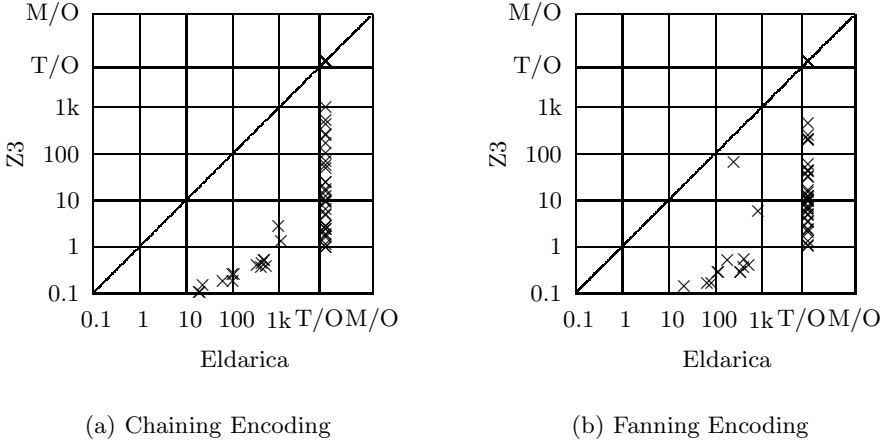 M/O
T/O
1k
100
10
1
0.1
Z3
0.1 1 10 100 1k T/O M/O
Eldarica
(a) Chaining Encoding
M/O
T/O
1k
100
10
1
0.1
Z3
0.1 1 10 100 1k T/O M/O
Eldarica
(b) Fanning Encoding